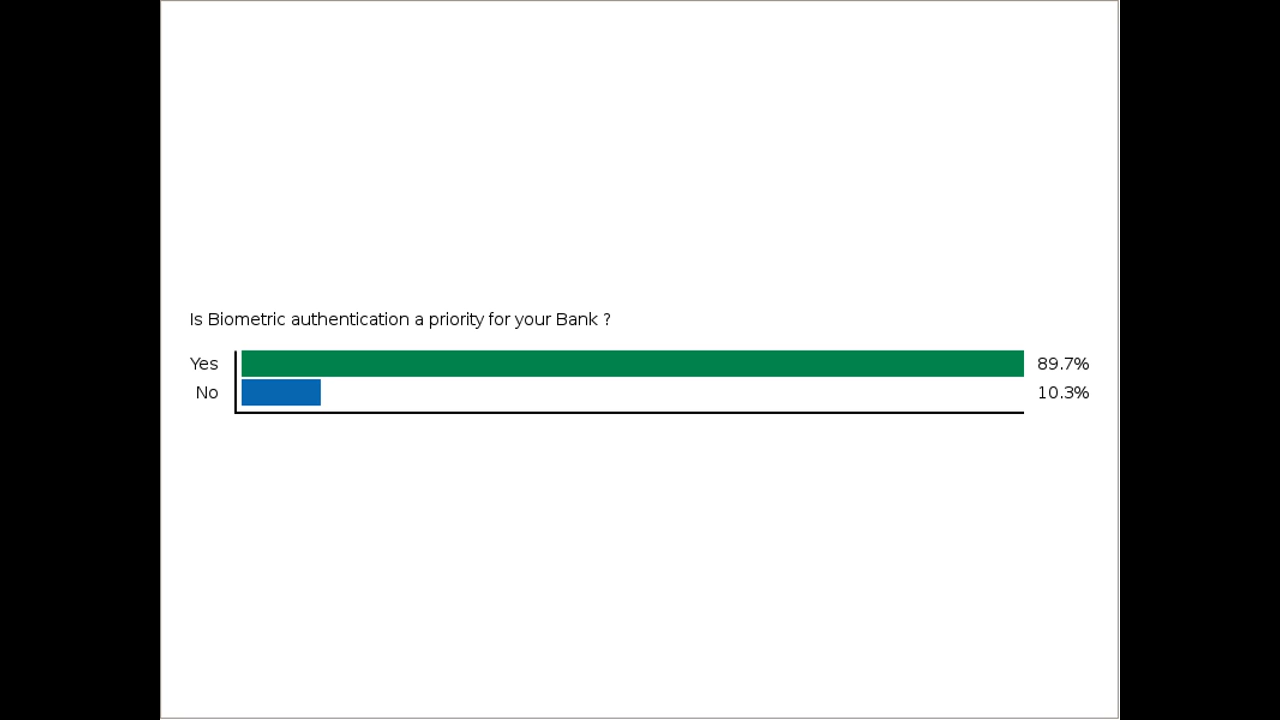 Is Biometric authentication a priority for your Bank ?
Yes 89.7%
No 10.3%